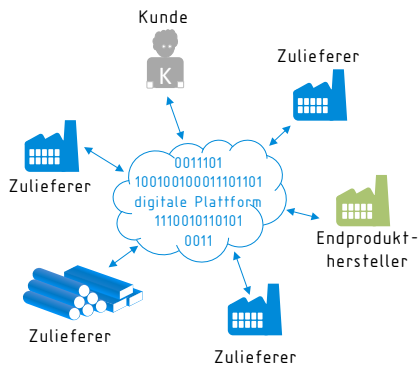 Kunde
K
Zulieferer
Zulieferer
0011101
100100100011101101
digitale Plattform
1110010110101
0011
Endprodukt-
hersteller
Zulieferer
Zulieferer